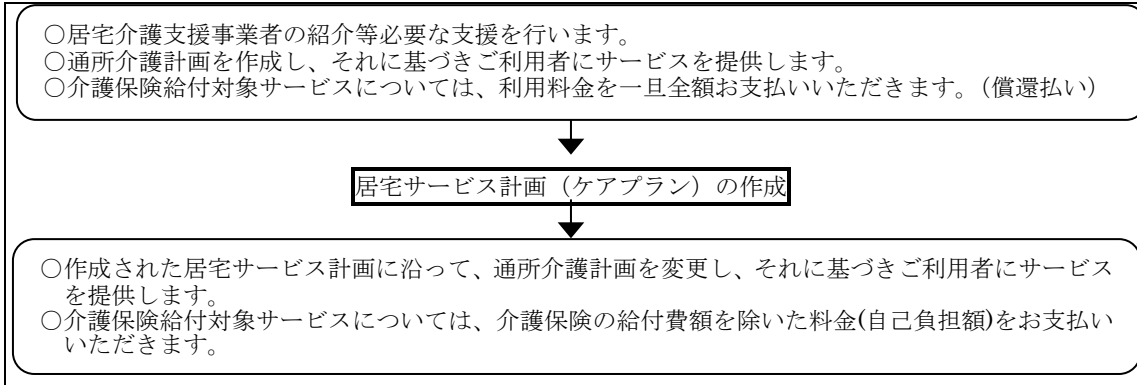 ○居宅介護支援事業者の紹介等必要な支援を行います。
○通所介護計画を作成し、それに基づきご利用者にサービスを提供します。
○介護保険給付対象サービスについては、利用料金を一旦全額お支払いいただきます。(償還払い)
居宅サービス計画（ケアプラン）の作成
○作成された居宅サービス計画に沿って、通所介護計画を変更し、それに基づきご利用者にサービス
を提供します。
○介護保険給付対象サービスについては、介護保険の給付費額を除いた料金(自己負担額)をお支払い
いただきます。